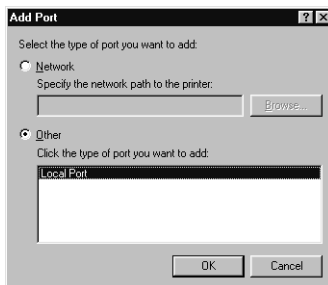 Add Port
Select the type of port you want to add:
Network
Specify the network path to the printer:
Browse...
Other
Click the type of port you want to add:
Local Port
OK Cancel